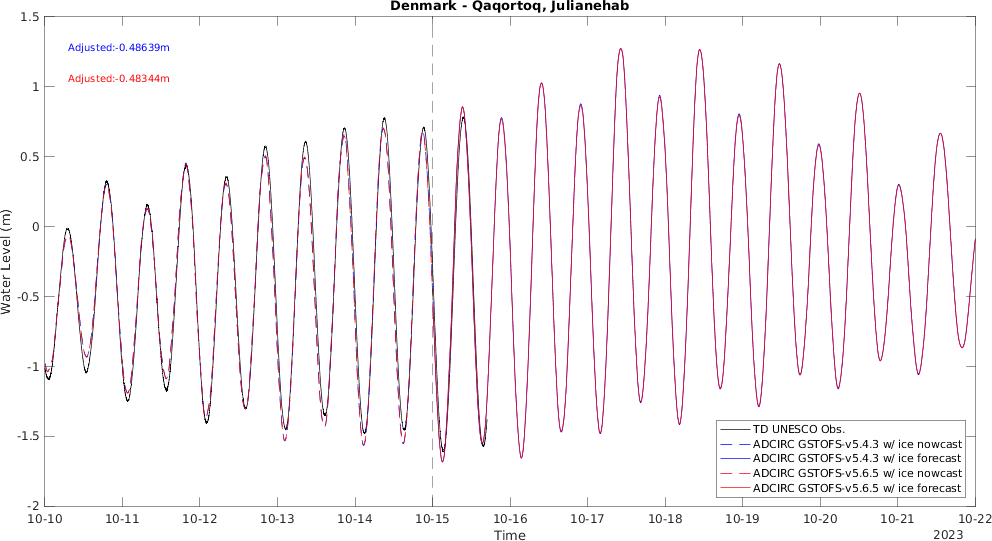 Denmark - Qaqortoq, Julianehab
Adjusted:-0.48639m
Adjusted:-0.48344m
1.5
1
0.5
0
-0.5
-1
-1.5
-2
Water Level (m)
TD UNESCO Obs.
ADCIRC GSTOFS-v5.4.3 w/ ice nowcast
ADCIRC GSTOFS-v5.4.3 w/ ice forecast
ADCIRC GSTOFS-v5.6.5 w/ ice nowcast
ADCIRC GSTOFS-v5.6.5 w/ ice forecast
10-10 10-11 10-12 10-13 10-14 10-15 10-16 10-17 10-18 10-19 10-20 10-21 10-22
Time
2023